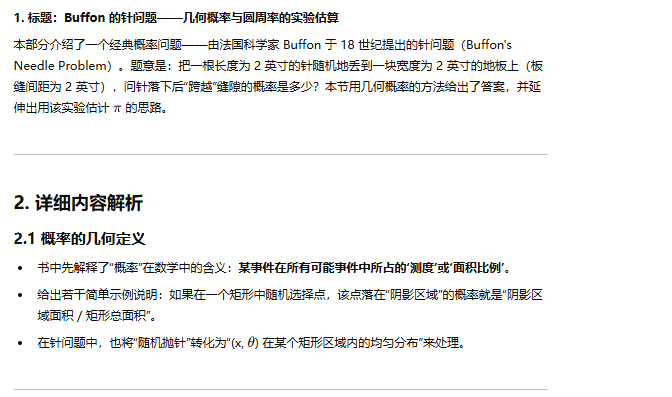 1. 标题：Buffon 的针问题——几何概率与圆周率的实验估算
本部分介绍了一个经典概率问题——由法国科学家 Buffon 于 18 世纪提出的针问题（Buffon's
Needle Problem）。题意是：把一根长度为 2 英寸的针随机地丢到一块宽度为 2 英寸的地板上（板
缝间距为 2 英寸），问针落下后“跨越”缝隙的概率是多少？本节用几何概率的方法给出了答案，并延
伸出用该实验估计 π 的思路。
2. 详细内容解析
2.1 概率的几何定义
• 书中先解释了“概率”在数学中的含义：某事件在所有可能事件中所占的‘测度’或‘面积比例’。
• 给出若干简单示例说明：如果在一个矩形中随机选择点，该点落在“阴影区域”的概率就是“阴影区
域面积 / 矩形总面积”。
• 在针问题中，也将“随机抛针”转化为“(x, θ) 在某个矩形区域内的均匀分布”来处理。